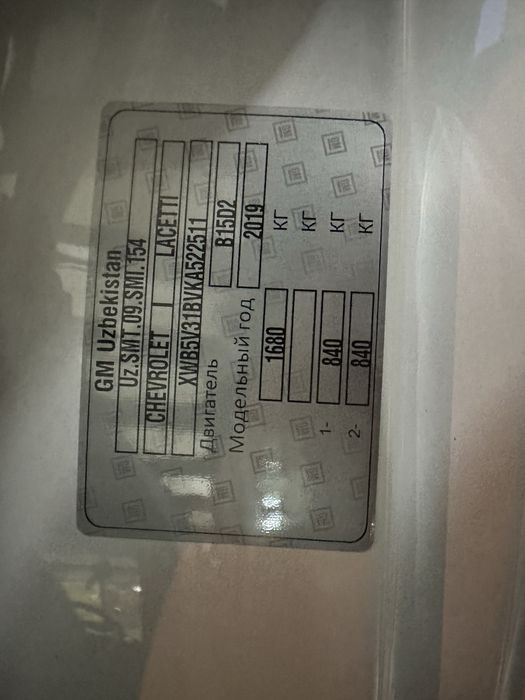 GM Uzbekistan
Uz.SMT.09.SMI.154
CHEVROLET | LACETTI
XWB5V31BVKA522511
Двигатель B15D2
Модельный год 2019
1680 КГ
КГ
1- 840 КГ
2- 840 КГ